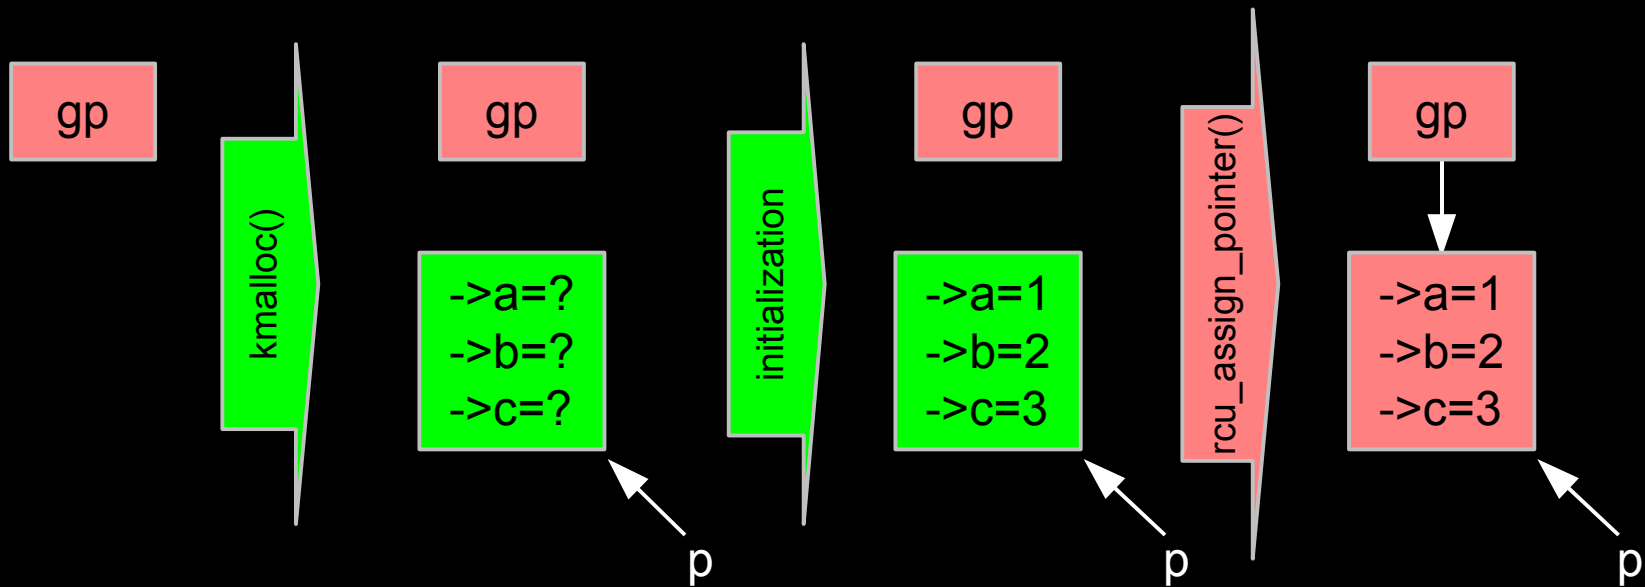 gp
kmalloc()
gp
->a=?
->b=?
->c=?
p
initialization
gp
->a=1
->b=2
->c=3
p
rcu_assign_pointer()
gp
->a=1
->b=2
->c=3
p